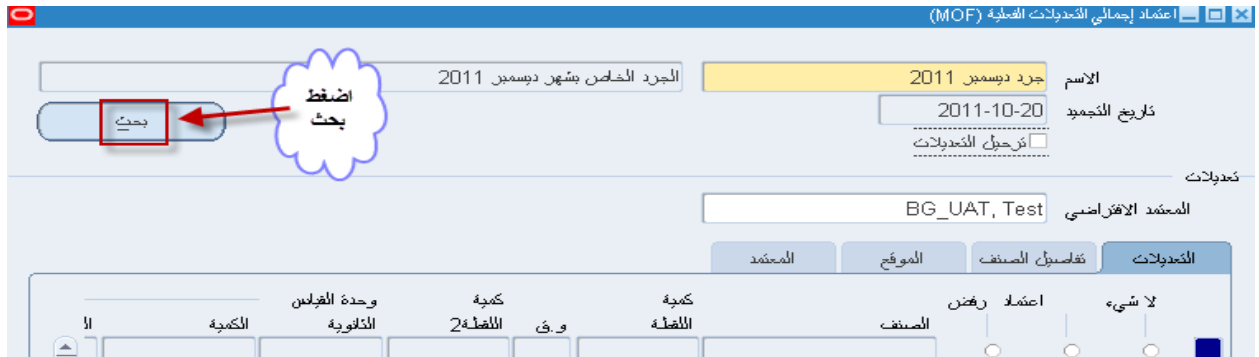 اعتماد إجمالي التعديلات الفعلية (MOF)
الاسم جرد ديسمبر 2011 الجرد الخاص بشهر ديسمبر 2011
اضغط
بحث
تاريخ التجميد 2011-10-20
بحث
ترحيل التعديلات
تعديلات
المعتمد الافتراضي BG_UAT, Test
التعديلات تفاصيل الصنف الموقع المعتمد
لا شيء اعتماد رفض كمية كمية وحدة القياس
الصنف اللقطة و.ق اللقطة2 الثانوية الكمية